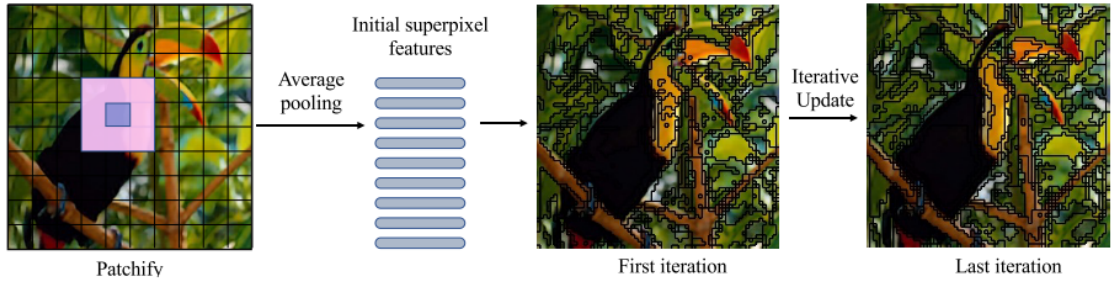 Patchify
Average
pooling
Initial superpixel
features
First iteration
Iterative
Update
Last iteration